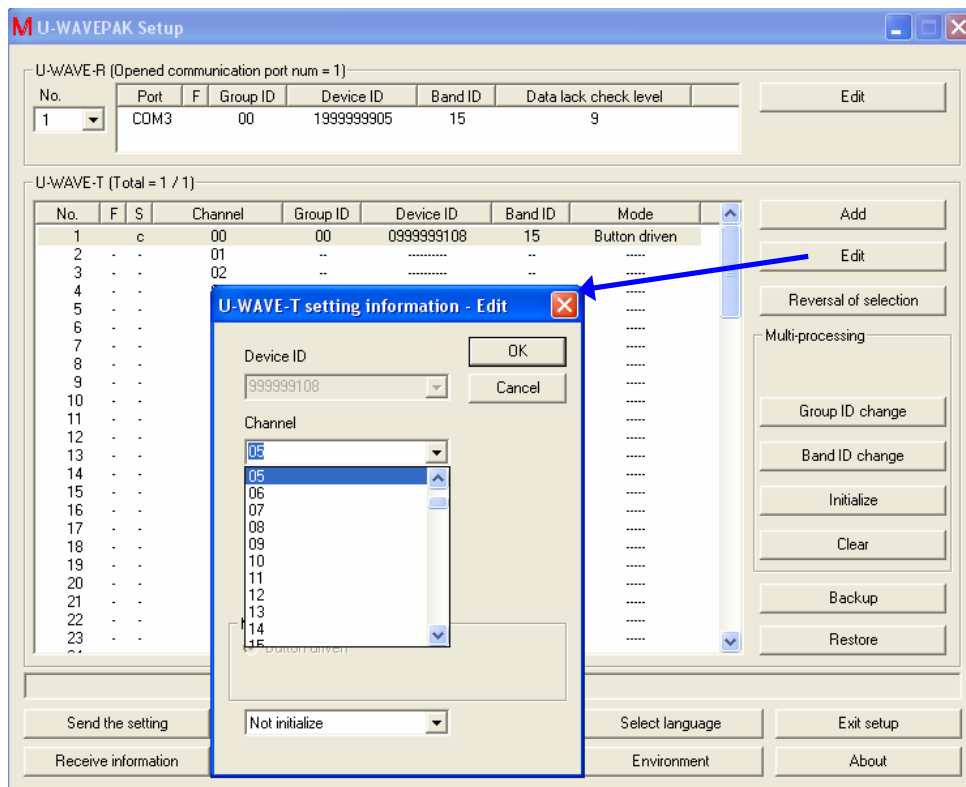 M U-WAVEPAK Setup
U-WAVE-R (Opened communication port num = 1)
No. Port F Group ID Device ID Band ID Data lack check level Edit
1 COM3 00 1999999905 15 9
U-WAVE-T (Total = 1 / 1)
No. F S Channel Group ID Device ID Band ID Mode Add
1 c 00 00 0999999108 15 Button driven
2 - - 01 -- ---------- -- ----- Edit
3 - - 02 -- ---------- -- -----
4 - - -----
U-WAVE-T setting information - Edit
5 - - ----- Reversal of selection
6 - - -----
7 - - ----- Multi-processing
Device ID OK
8 - - -----
999999108 Cancel
9 - - -----
10 - - -----
11 - - ----- Group ID change
Channel
12 - - -----
13 - - 05 ----- Band ID change
14 - - 05 -----
15 - - 06 -----
16 - - 07 ----- Initialize
17 - - 08 -----
18 - - 09 ----- Clear
19 - - 10 -----
20 - - 11 -----
21 - - 12 ----- Backup
22 - - 13 -----
23 - - 14 ----- Restore
15 Button driven
Send the setting Not initialize Select language Exit setup
Receive information Environment About